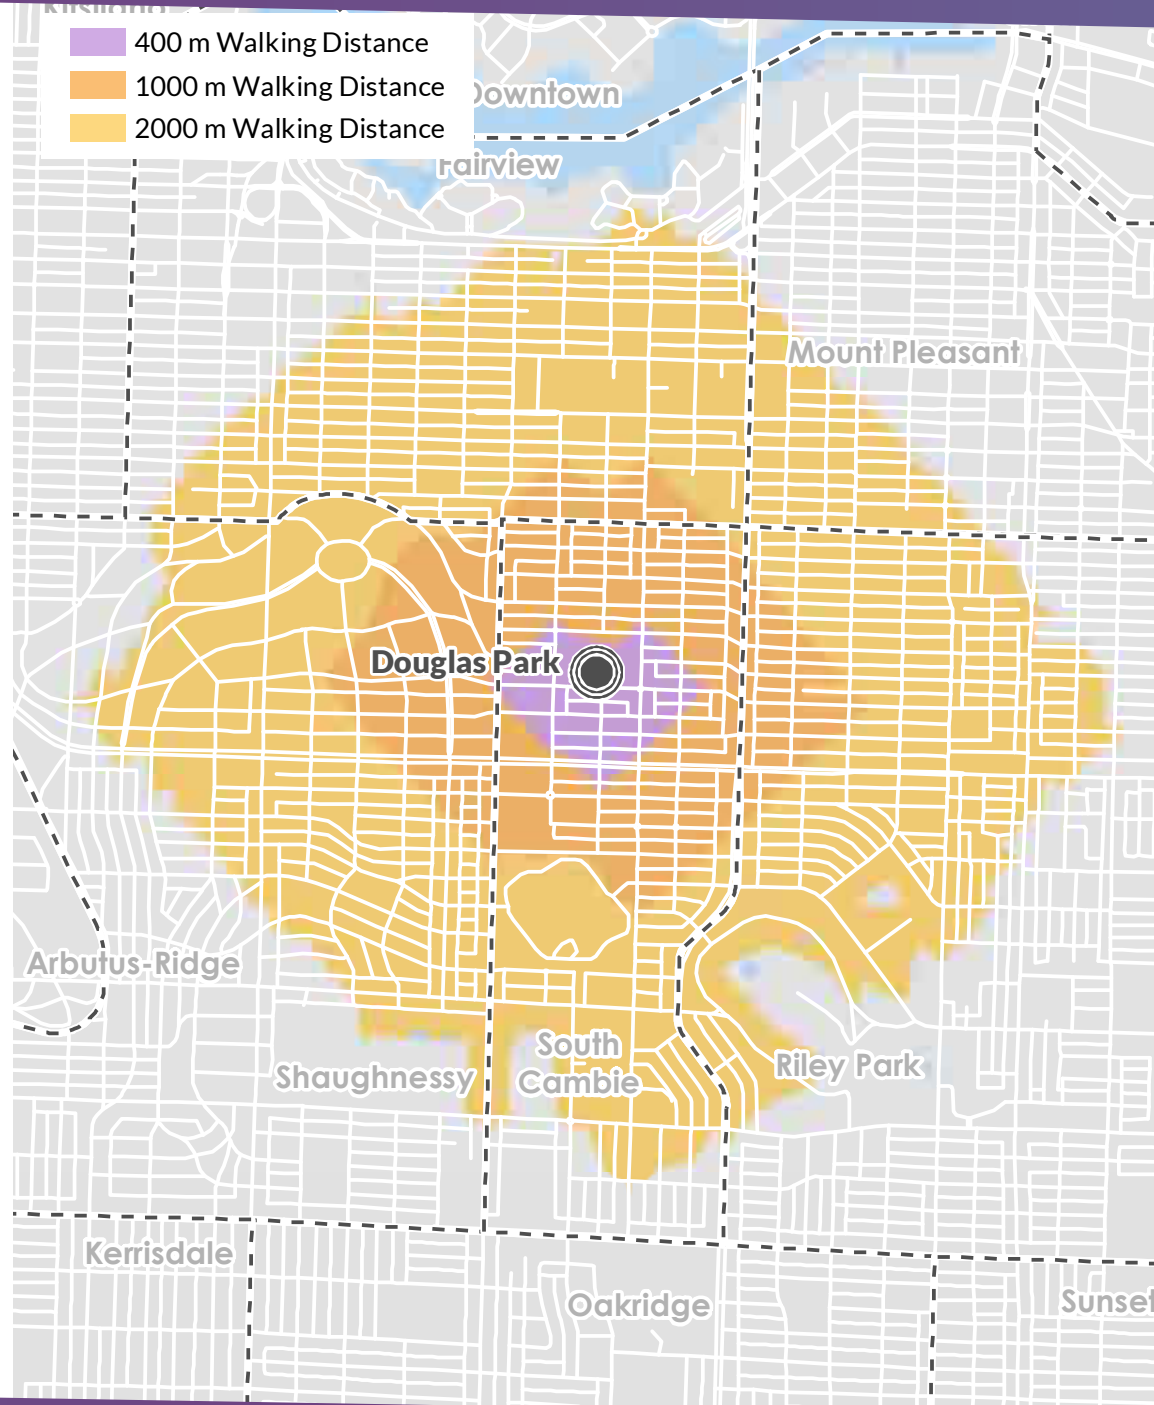 400 m Walking Distance
1000 m Walking Distance
2000 m Walking Distance
Downtown
Fairview
Mount Pleasant
Douglas Park
Arbutus-Ridge
South
Cambie
Shaughnessy
Riley Park
Kerrisdale
Oakridge
Sunset